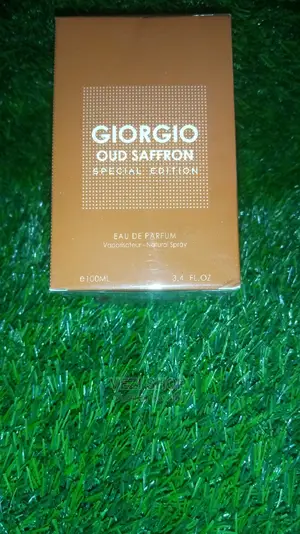 GIORGIO
OUD SAFFRON
SPECIAL EDITION
EAU DE PARFUM
Vaporisateur - Natural Spray
e100ML 3,4 FL.OZ